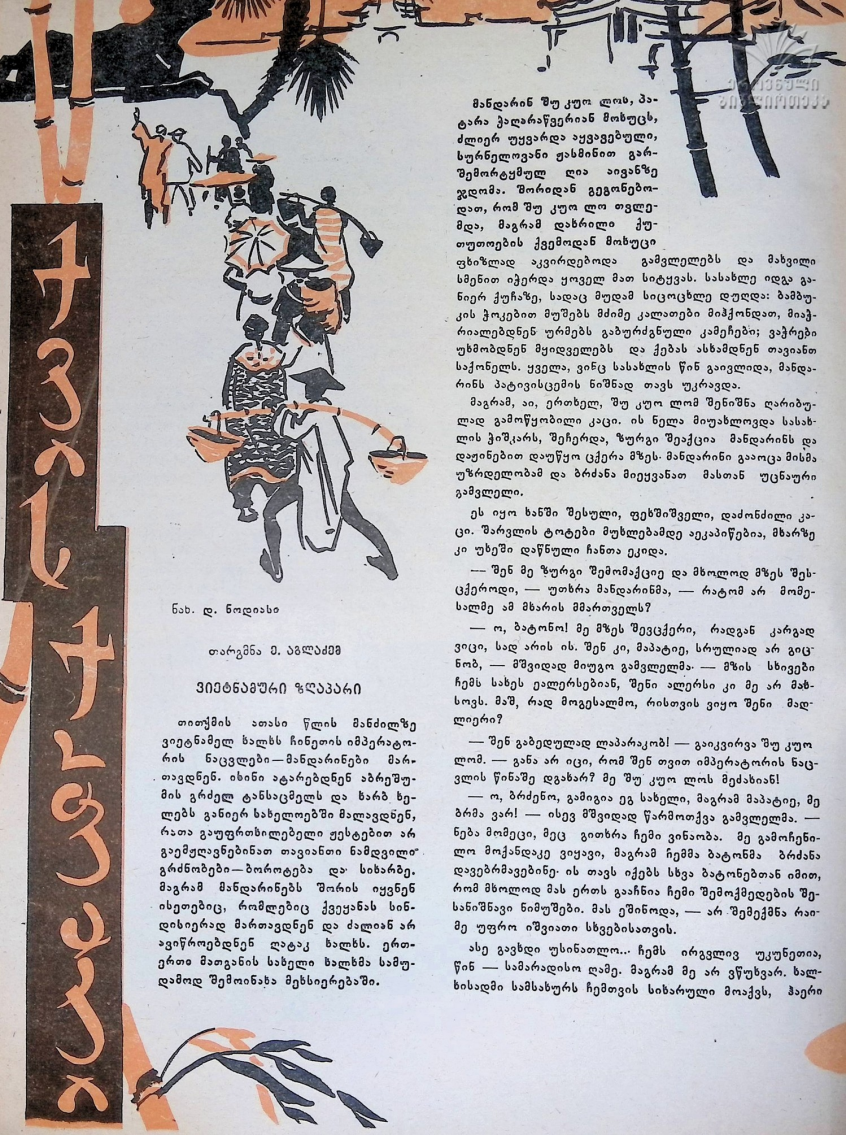 ნახ. დ. ნოდიასი
თარგმნა ე. აგლაძემ
ვიეტნამური ზღაპარი
თითქმის ათასი წლის მანძილზე
ვიეტნამელ ხალხს ჩინეთის იმპერატო-
რის ნაცვლები—მანდარინები მარ-
თავდნენ. ისინი ატარებდნენ აბრეშუ-
მის გრძელ ტანსაცმელს და ხარბ ხე-
ლებს განიერ სახელოებში მალავდნენ,
რათა გაუფრთხილებელი ჟესტებით არ
გაემჟღავნებინათ თავიანთი ნამდვილი
გრძნობები—ბოროტება და სიხარბე.
მაგრამ მანდარინებს შორის იყვნენ
ისეთებიც, რომლებიც ქვეყანას სინ-
დისიერად მართავდნენ და ძალიან არ
ავიწროებდნენ ღატაკ ხალხს. ერთ-
ერთი მათგანის სახელი ხალხმა სამუ-
დამოდ შემოინახა მეხსიერებაში.
მანდარინ შუ კუო ლოს, პა-
ტარა ჭაღარაწვერიან მოხუცს,
ძლიერ უყვარდა აყვავებული,
სურნელოვანი ჟასმინით გარ-
შემორტყმულ ღია აივანზე
ჯდომა. შორიდან გეგონებო-
დათ, რომ შუ კუო ლო თვლე-
მდა, მაგრამ დახრილი ქუ-
თუთოების ქვემოდან მოხუცი
ფხიზლად აკვირდებოდა გამვლელებს და მახვილი
სმენით იჭერდა ყოველ მათ სიტყვას. სასახლე იდგა გა-
ნიერ ქუჩაზე, სადაც მუდამ სიცოცხლე დუღდა: ბამბუ-
კის ჭოკებით მუშებს მძიმე კალათები მიჰქონდათ, მიაჭ-
რიალებდნენ ურმებს გაბურძგნული კამეჩები; ვაჭრები
უხმობდნენ მყიდველებს და ქებას ასხამდნენ თავიანთ
საქონელს. ყველა, ვინც სასახლის წინ გაივლიდა, მანდა-
რინს პატივისცემის ნიშნად თავს უკრავდა.
მაგრამ, აი, ერთხელ, შუ კუო ლომ შენიშნა ღარიბუ-
ლად გამოწყობილი კაცი. ის ნელა მიუახლოვდა სასახ-
ლის ჭიშკარს, შეჩერდა, ზურგი შეაქცია მანდარინს და
დაჟინებით დაუწყო ცქერა მზეს. მანდარინი გააოცა მისმა
უზრდელობამ და ბრძანა მიეყვანათ მასთან უცნაური
გამვლელი.
ეს იყო ხანში შესული, ფეხშიშველი, დაძონძილი კა-
ცი. შარვლის ტოტები მუხლებამდე აეკაპიწებია, მხარზე
კი უხეში დაწნული ჩანთა ეკიდა.
— შენ მე ზურგი შემომაქციე და მხოლოდ მზეს შეს-
ცქეროდი, — უთხრა მანდარინმა, — რატომ არ მომე-
სალმე ამ მხარის მმართველს?
— ო, ბატონო! მე მზეს შევცქერი, რადგან კარგად
ვიცი, სად არის ის. შენ კი, მაპატიე, სრულიად არ გიც-
ნობ, — მშვიდად მიუგო გამვლელმა. — მზის სხივები
ჩემს სახეს ეალერსებიან, შენი ალერსი კი მე არ მახ-
სოვს. მაშ, რად მოგესალმო, რისთვის ვიყო შენი მად-
ლიერი?
— შენ გაბედულად ლაპარაკობ! — გაიკვირვა შუ კუო
ლომ. — განა არ იცი, რომ შენ თვით იმპერატორის ნაც-
ვლის წინაშე დგახარ? მე შუ კუო ლოს მეძახიან!
— ო, ბრძენო, გამიგია ეგ სახელი, მაგრამ მაპატიე, მე
ბრმა ვარ! — ისევ მშვიდად წარმოთქვა გამვლელმა. —
ნება მომეცი, მეც გითხრა ჩემი ვინაობა. მე გამოჩენი-
ლო მოქანდაკე ვიყავი, მაგრამ ჩემმა ბატონმა ბრძანა
დავებრმავებინე. ის თავს იქებს სხვა ბატონებთან იმით,
რომ მხოლოდ მას ერთს გააჩნია ჩემი შემოქმედების შე-
სანიშნავი ნიმუშები. მას ეშინოდა, — არ შემექმნა რაი-
მე უფრო იშვიათი სხვებისათვის.
ასე გავხდი უსინათლო... ჩემს ირგვლივ უკუნეთია,
წინ — სამარადისო ღამე. მაგრამ მე არ ვწუხვარ. ხალ-
ხისადმი სამსახურს ჩემთვის სიხარული მოაქვს, ჰაერი